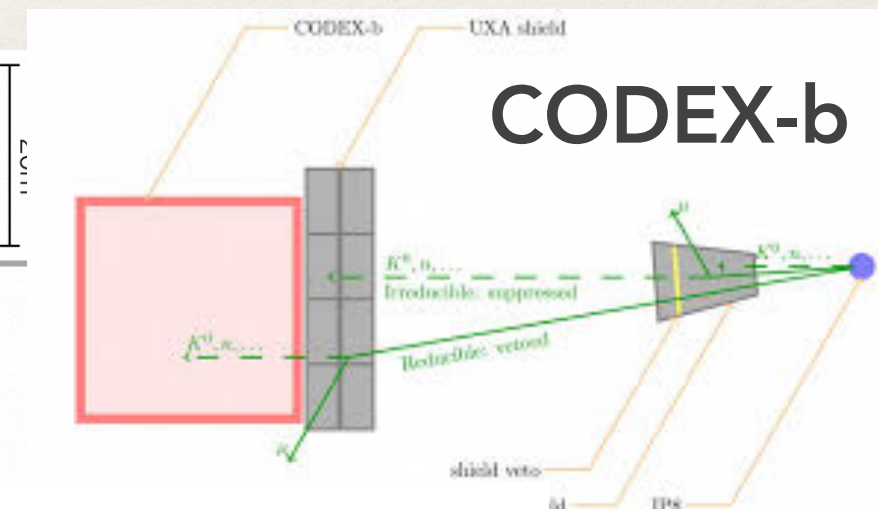 CODEX-b
UXA shield
CODEX-b
μ
K⁰, n, ...
K⁰, n, ...
Irreducible: suppressed
K⁰, n, ...
Reducible: vetoed
μ
shield veto
IP8